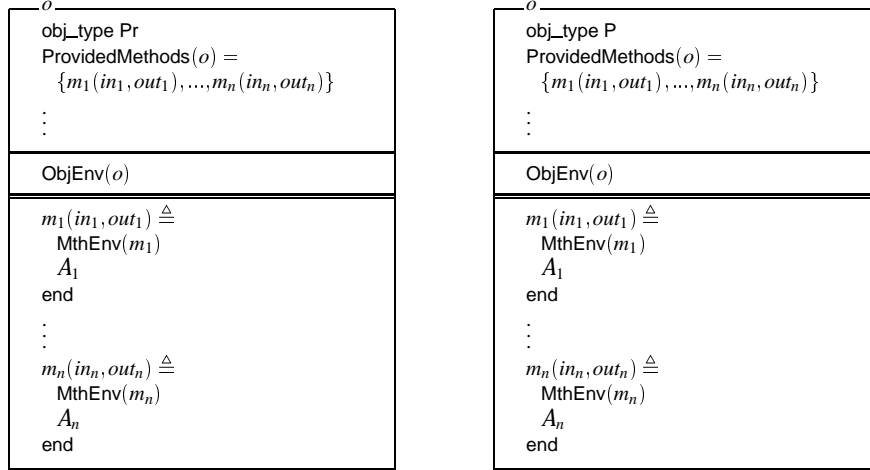 o
obj_type Pr
ProvidedMethods(o) =
{m₁(in₁,out₁),...,mₙ(inₙ,outₙ)}
⋮
ObjEnv(o)
m₁(in₁,out₁) ≜
MthEnv(m₁)
A₁
end
⋮
mₙ(inₙ,outₙ) ≜
MthEnv(mₙ)
Aₙ
end
o
obj_type P
ProvidedMethods(o) =
{m₁(in₁,out₁),...,mₙ(inₙ,outₙ)}
⋮
ObjEnv(o)
m₁(in₁,out₁) ≜
MthEnv(m₁)
A₁
end
⋮
mₙ(inₙ,outₙ) ≜
MthEnv(mₙ)
Aₙ
end